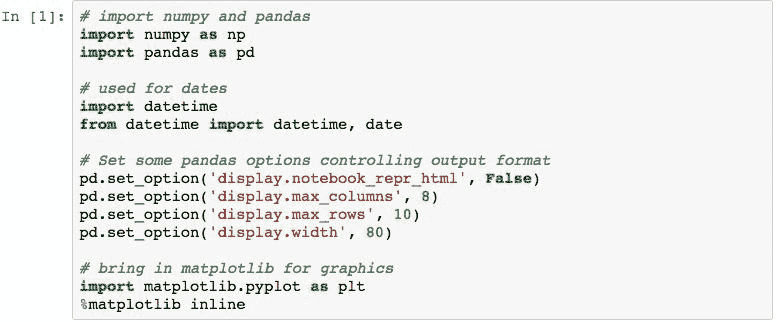 In [1]: # import numpy and pandas
import numpy as np
import pandas as pd
# used for dates
import datetime
from datetime import datetime, date
# Set some pandas options controlling output format
pd.set_option('display.notebook_repr_html', False)
pd.set_option('display.max_columns', 8)
pd.set_option('display.max_rows', 10)
pd.set_option('display.width', 80)
# bring in matplotlib for graphics
import matplotlib.pyplot as plt
%matplotlib inline